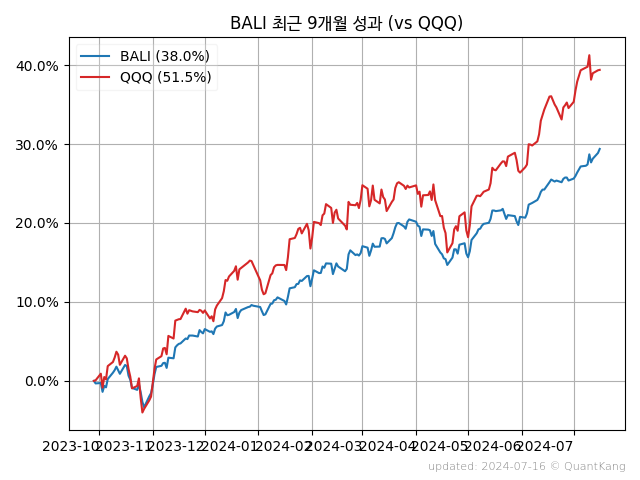 BALI 최근 9개월 성과 (vs QQQ)
BALI (38.0%)
QQQ (51.5%)
40.0%
30.0%
20.0%
10.0%
0.0%
2023-10 2023-11 2023-12 2024-01 2024-02 2024-03 2024-04 2024-05 2024-06 2024-07
updated: 2024-07-16 © QuantKang